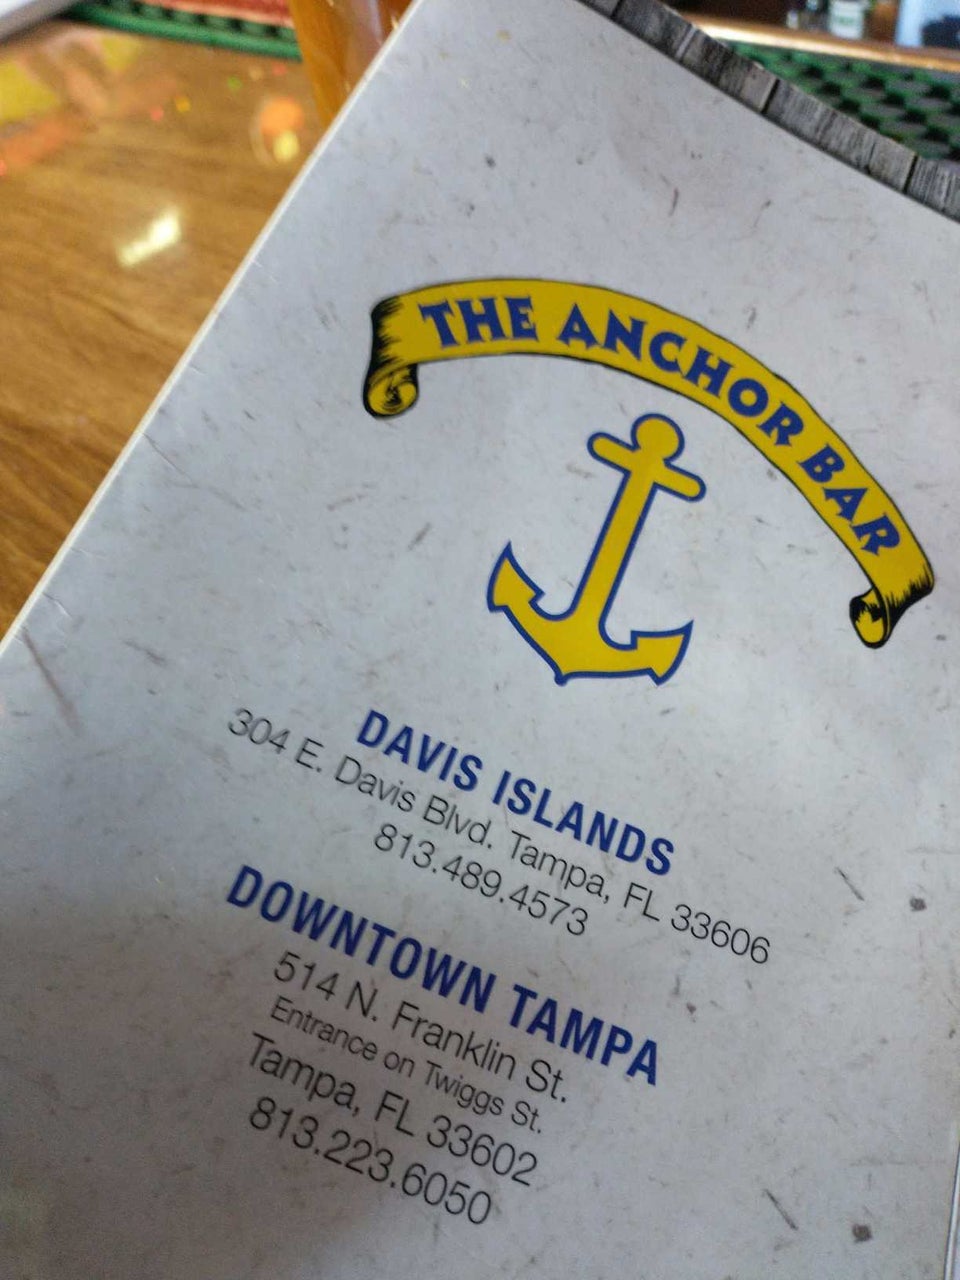 THE ANCHOR BAR
DAVIS ISLANDS
304 E. Davis Blvd. Tampa, FL 33606
813.489.4573
DOWNTOWN TAMPA
514 N. Franklin St.
Entrance on Twiggs St.
Tampa, FL 33602
813.223.6050